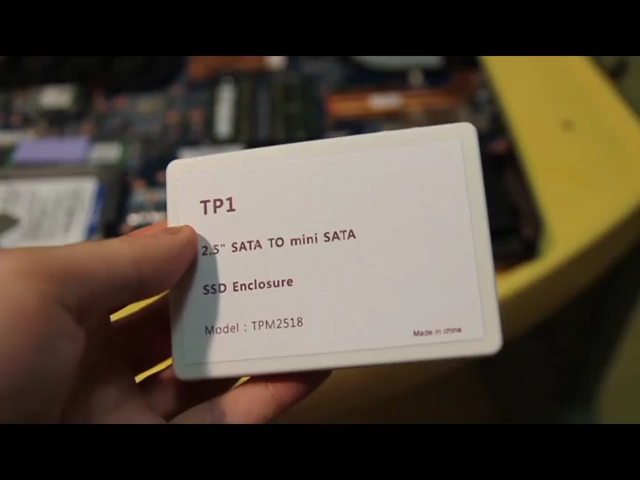 TP1
2.5" SATA TO mini SATA
SSD Enclosure
Model : TPM2518
Made in china